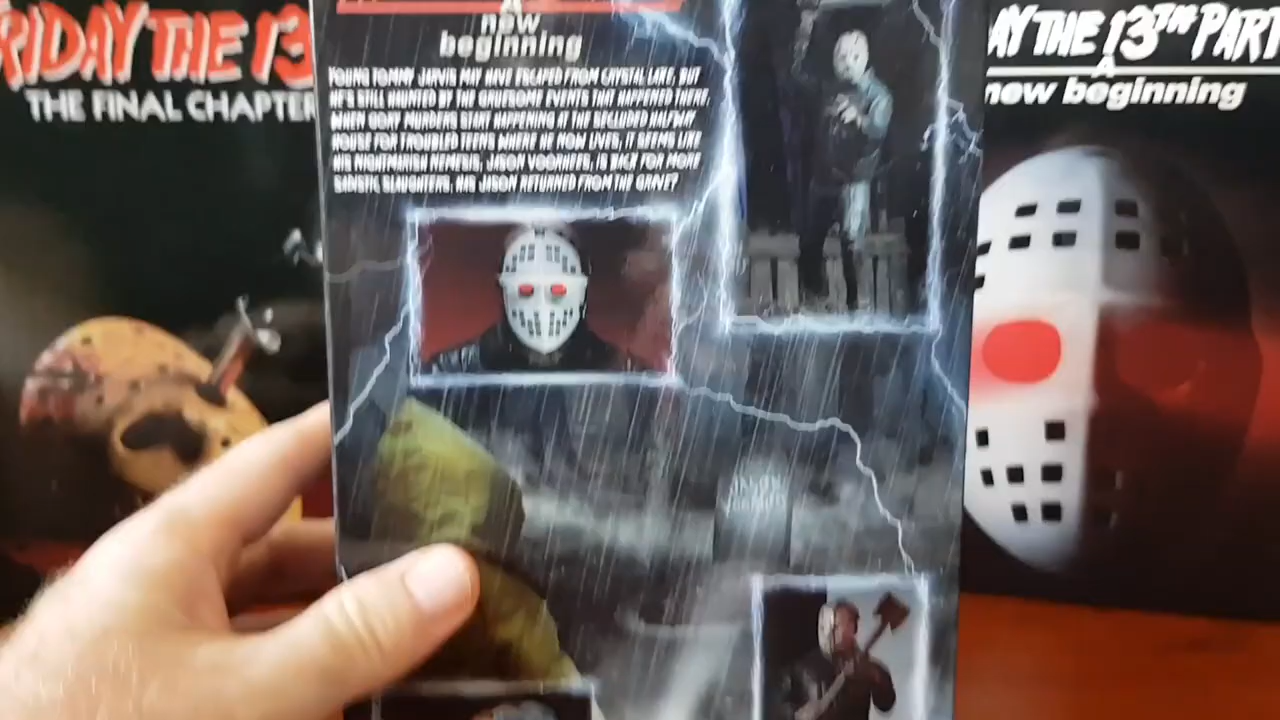 RIDAY THE 13
THE FINAL CHAPTER
A
new
beginning
YOUNG TOMMY JARVIS MAY HAVE ESCAPED FROM CRYSTAL LAKE, BUT
HE'S STILL HAUNTED BY THE GRUESOME EVENTS THAT HAPPENED THERE.
WHEN GORY MURDERS START HAPPENING AT THE SECLUDED HALFWAY
HOUSE FOR TROUBLED TEENS WHERE HE NOW LIVES, IT SEEMS LIKE
HIS NIGHTMARISH NEMESIS, JASON VOORHEES, IS BACK FOR MORE
SADISTIC SLAUGHTERS. HAS JASON RETURNED FROM THE GRAVE?
JASON
VOORHEES
AY THE 13TH PART
A
new beginning